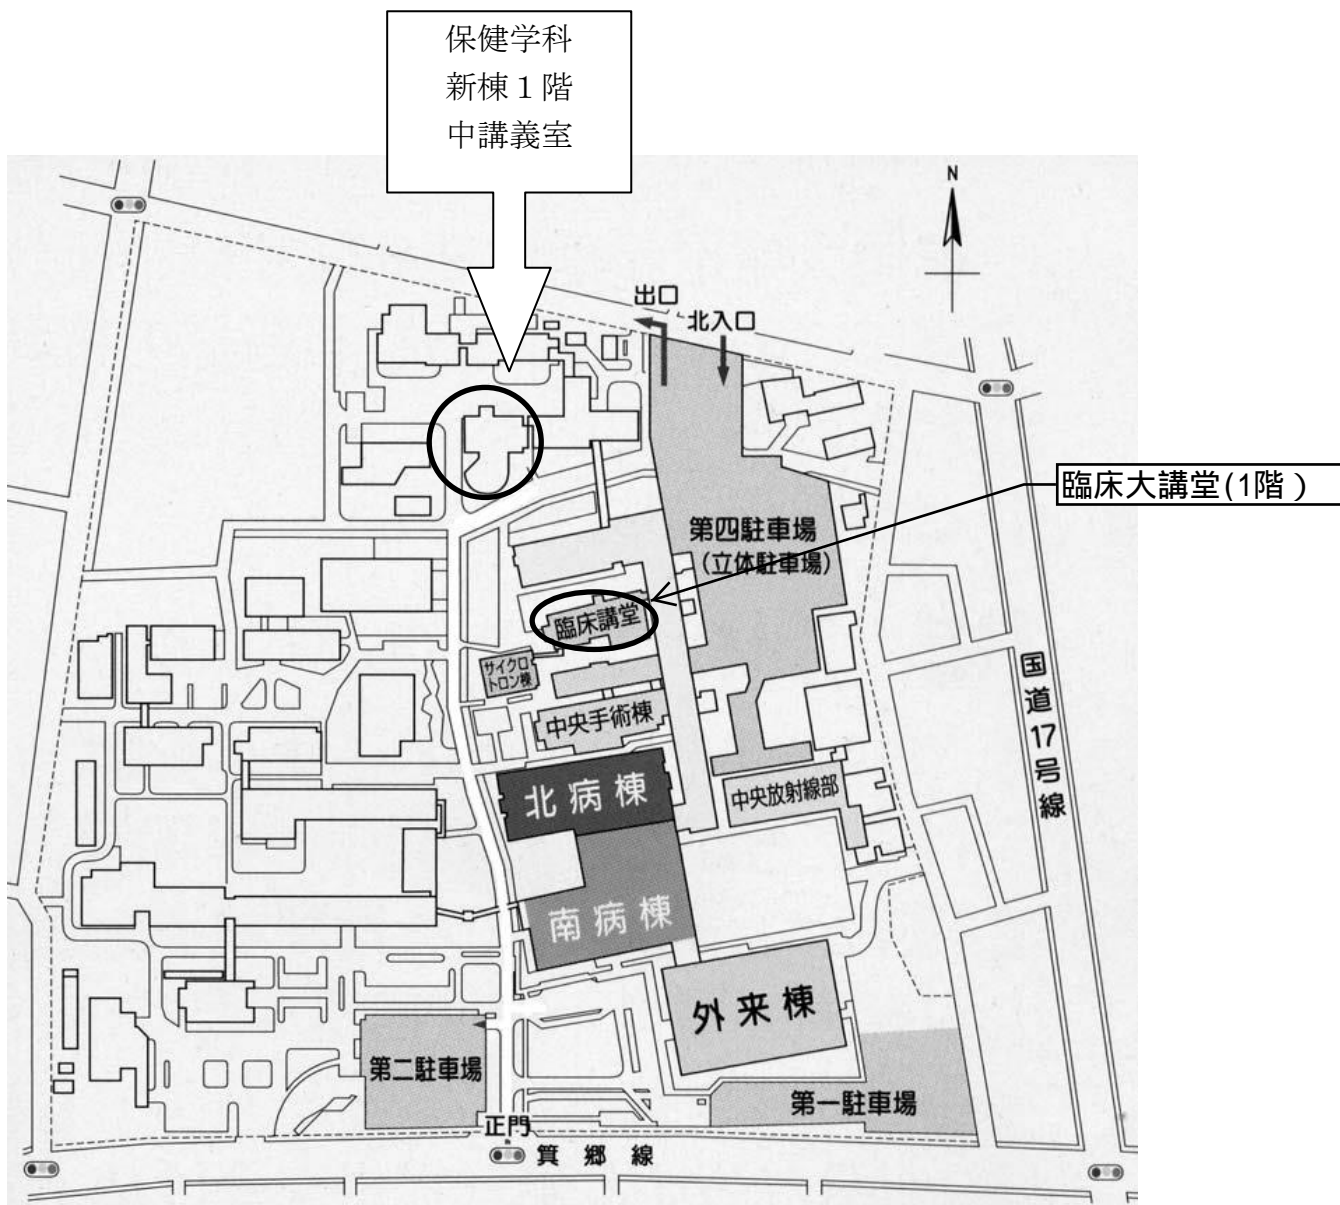 保健学科
新棟１階
中講義室
N
出口
北入口
臨床大講堂(1階）
第四駐車場
(立体駐車場)
臨床講堂
サイクロ
トロン棟
国道17号線
中央手術棟
北病棟
中央放射線部
南病棟
外来棟
第二駐車場
第一駐車場
正門
箕郷線